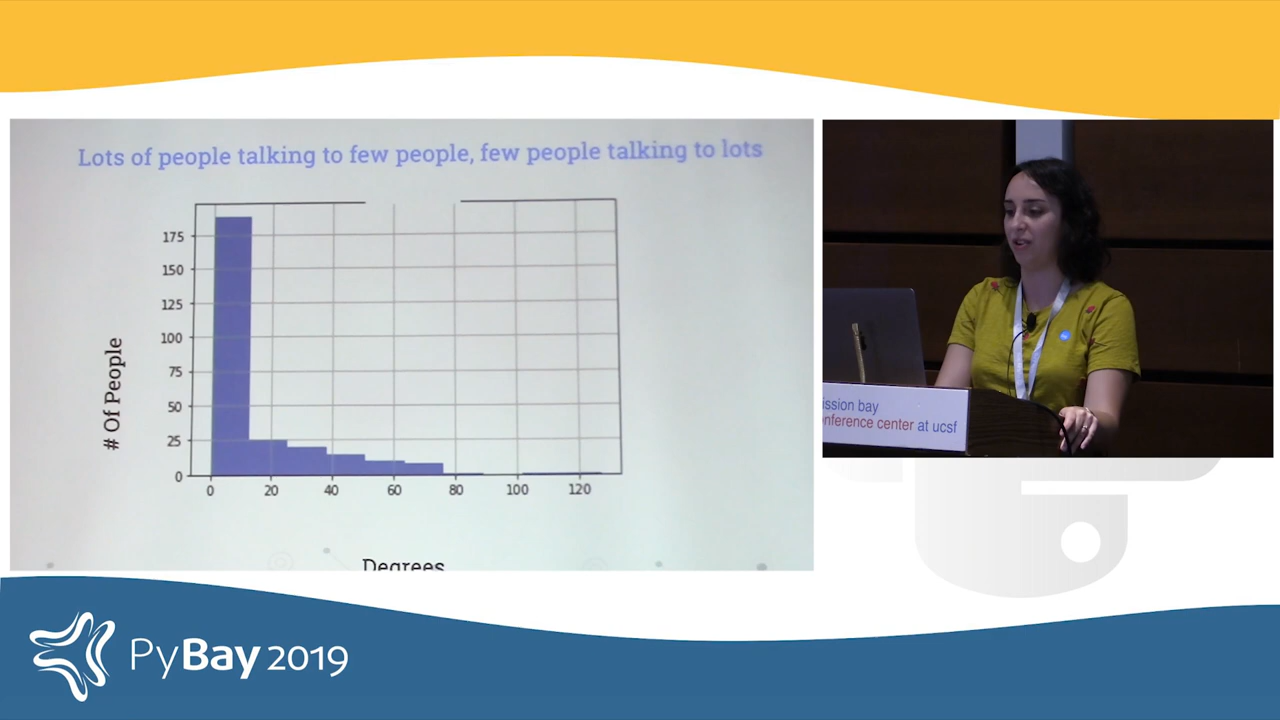 Lots of people talking to few people, few people talking to lots
175
150
125
100
75
50
25
0
# Of People
0 20 40 60 80 100 120
Degrees
ission bay
nference center at ucsf
PyBay 2019